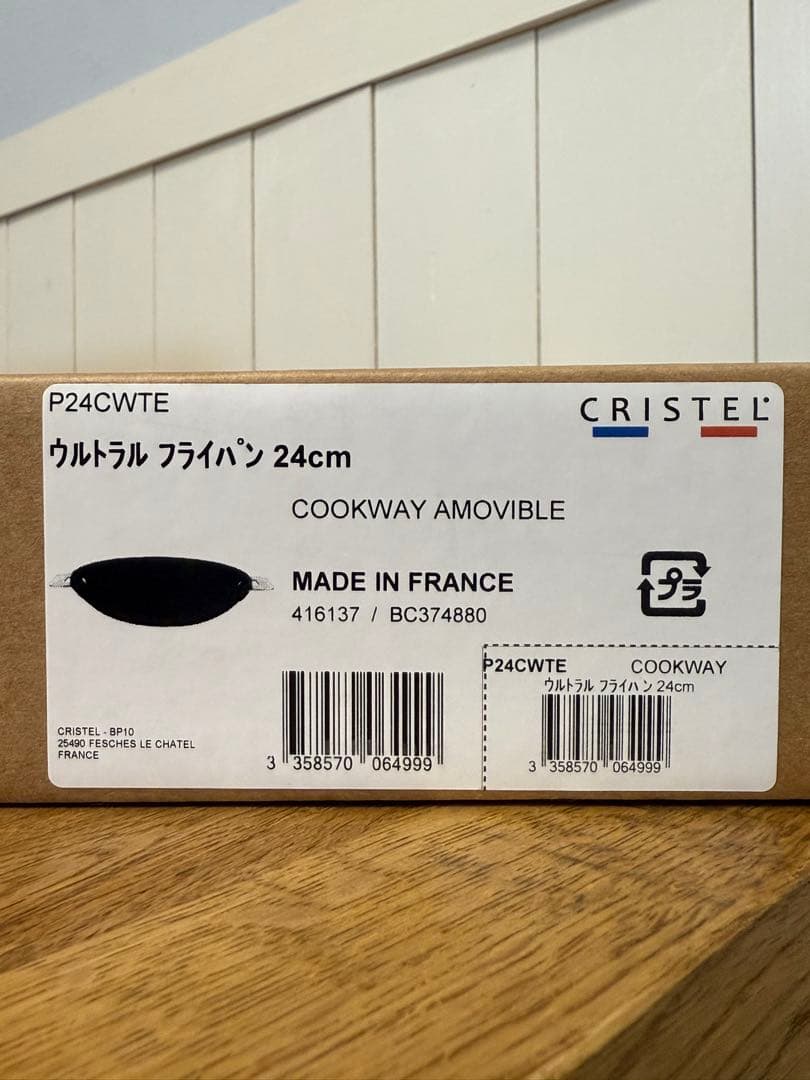 P24CWTE
CRISTEL
ウルトラル フライパン 24cm
COOKWAY AMOVIBLE
MADE IN FRANCE
プラ
416137 / BC374880
P24CWTE COOKWAY
ウルトラル フライパン 24cm
CRISTEL - BP10
25490 FESCHES LE CHATEL
FRANCE
3 358570 064999
3 358570 064999